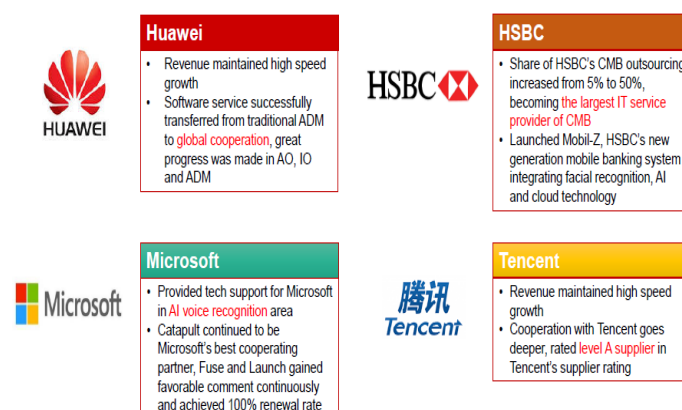 Huawei
Revenue maintained high speed
growth
Software service successfully
transferred from traditional ADM
to global cooperation, great
progress was made in AO, IO
and ADM
HUAWEI
HSBC
Share of HSBC's CMB outsourcing
increased from 5% to 50%,
becoming the largest IT service
provider of CMB
Launched Mobil-Z, HSBC's new
generation mobile banking system
integrating facial recognition, AI
and cloud technology
HSBC
Microsoft
Provided tech support for Microsoft
in AI voice recognition area
Catapult continued to be
Microsoft's best cooperating
partner, Fuse and Launch gained
favorable comment continuously
and achieved 100% renewal rate
Microsoft
Tencent
Revenue maintained high speed
growth
Cooperation with Tencent goes
deeper, rated level A supplier in
Tencent's supplier rating
腾讯
Tencent